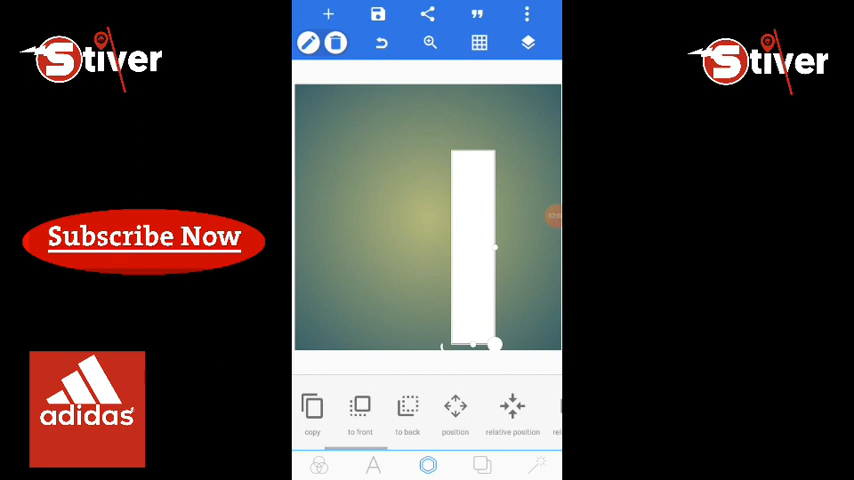 Stiver
Stiver
Subscribe Now
adidas
copy
to front
to back
position
relative position